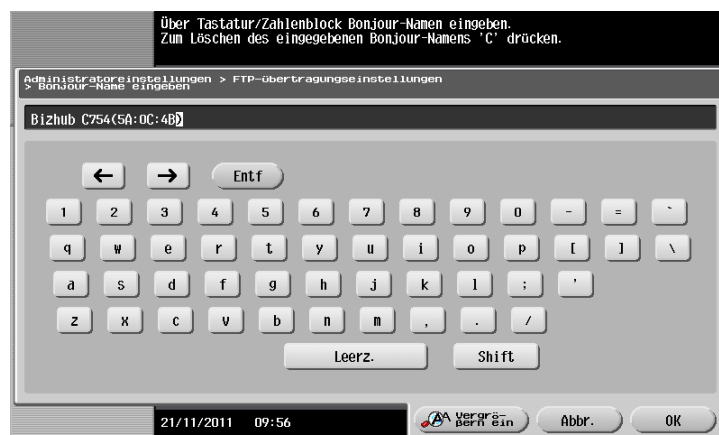 Über Tastatur/Zahlenblock Bonjour-Namen eingeben.
Zum Löschen des eingegebenen Bonjour-Namens 'C' drücken.
Administratoreinstellungen > FTP-Übertragungseinstellungen
> Bonjour-Name eingeben
Bizhub C754(5A:0C:4B)
← → Entf
1 2 3 4 5 6 7 8 9 0 - = `
q w e r t y u i o p [ ] \
a s d f g h j k l ; '
z x c v b n m , . /
Leerz. Shift
21/11/2011 09:56 AA Vergrö- Abbr. OK
bern ein